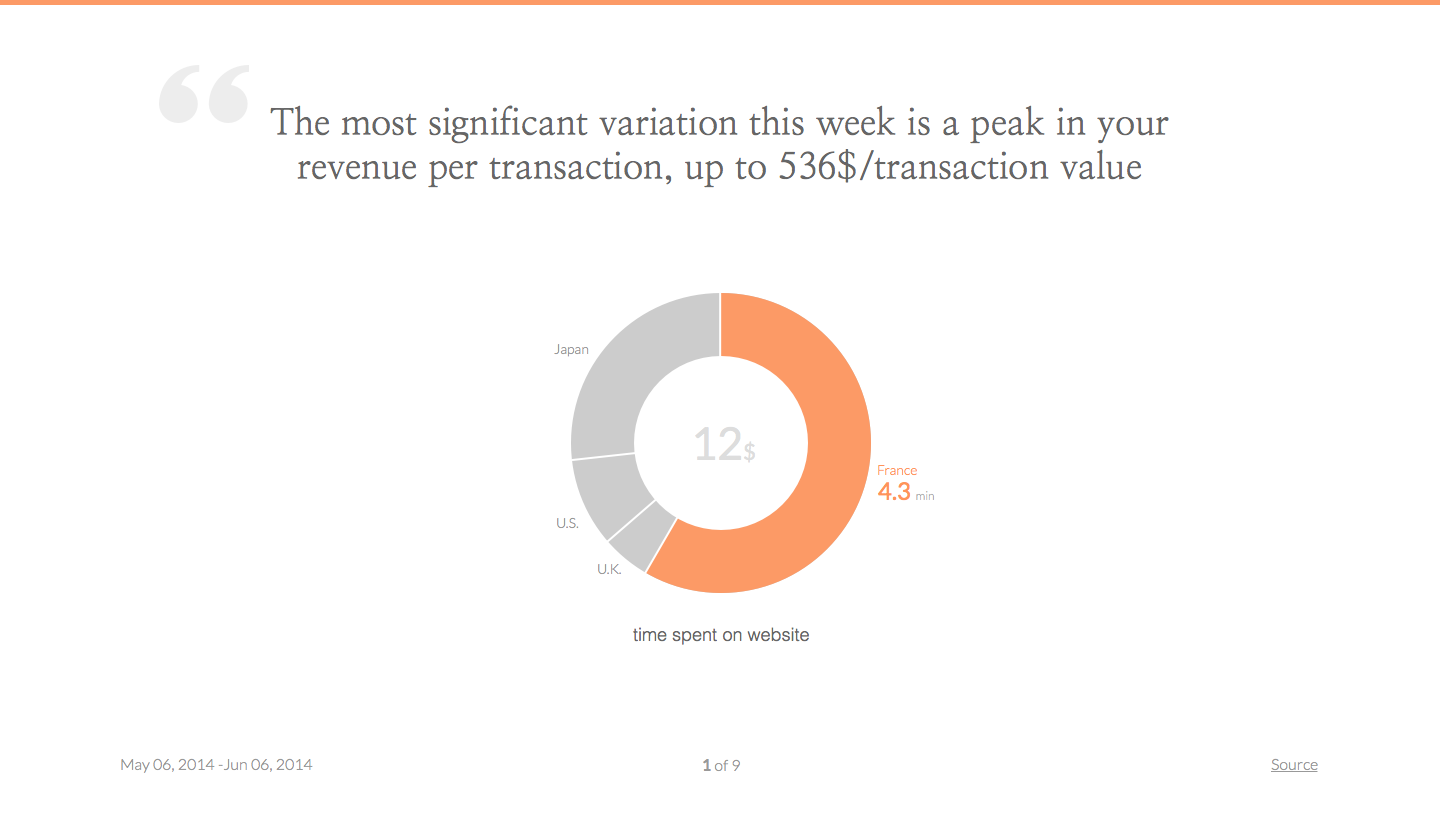 “
The most significant variation this week is a peak in your
revenue per transaction, up to 536$/transaction value
Japan
12$
France
4.3 min
U.S.
U.K.
time spent on website
May 06, 2014 -Jun 06, 2014
1 of 9
Source